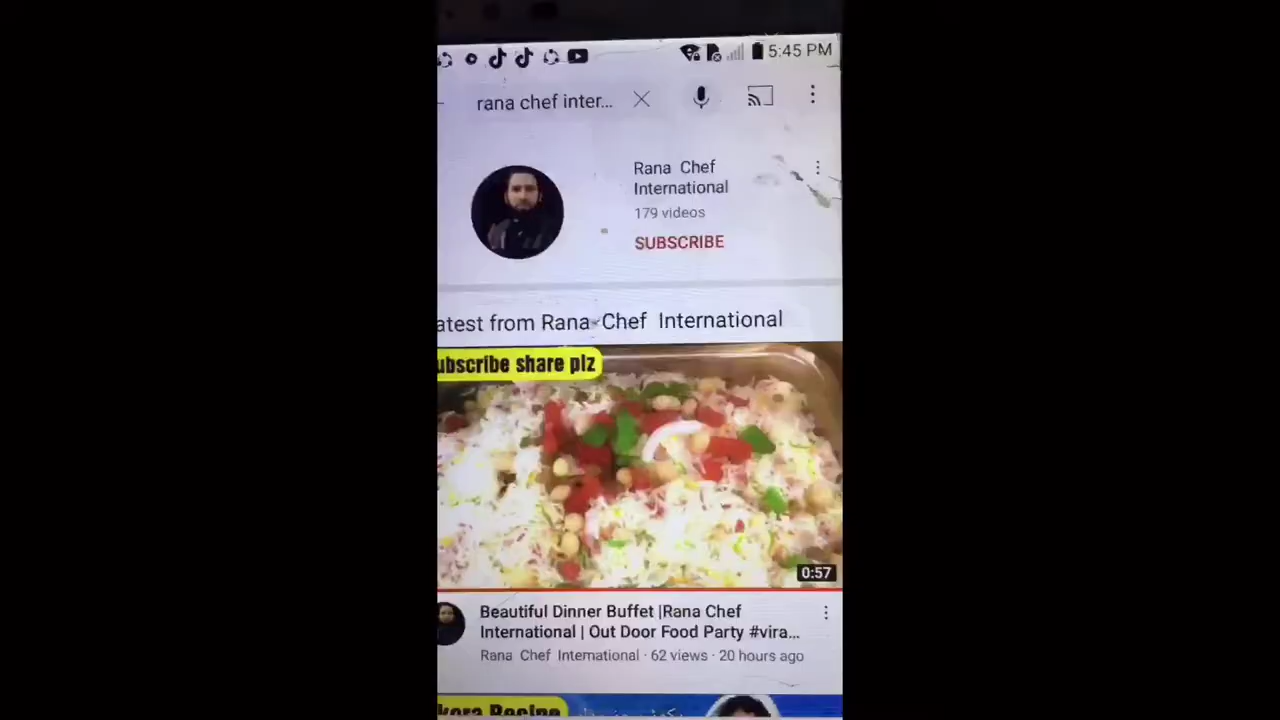 5:45 PM
rana chef inter...
Rana Chef
International
179 videos
SUBSCRIBE
atest from Rana Chef International
ubscribe share plz
0:57
Beautiful Dinner Buffet |Rana Chef
International | Out Door Food Party #vira...
Rana Chef International · 62 views · 20 hours ago
kora Recipe